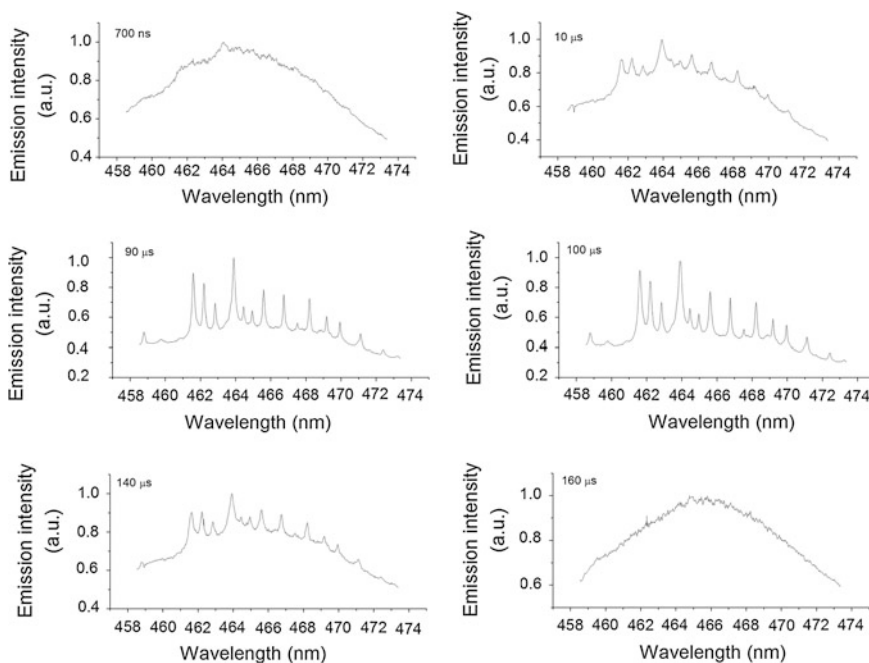 700 ns
Emission intensity
(a.u.)
1.0
0.8
0.6
0.4
458 460 462 464 466 468 470 472 474
Wavelength (nm)
10 μs
Emission intensity
(a.u.)
1.0
0.8
0.6
0.4
458 460 462 464 466 468 470 472 474
Wavelength (nm)
90 μs
Emission intensity
(a.u.)
1.0
0.8
0.6
0.4
0.2
458 460 462 464 466 468 470 472 474
Wavelength (nm)
100 μs
Emission intensity
(a.u.)
1.0
0.8
0.6
0.4
0.2
458 460 462 464 466 468 470 472 474
Wavelength (nm)
140 μs
Emission intensity
(a.u.)
1.0
0.8
0.6
0.4
458 460 462 464 466 468 470 472 474
Wavelength (nm)
160 μs
Emission intensity
(a.u.)
1.0
0.8
0.6
458 460 462 464 466 468 470 472 474
Wavelength (nm)